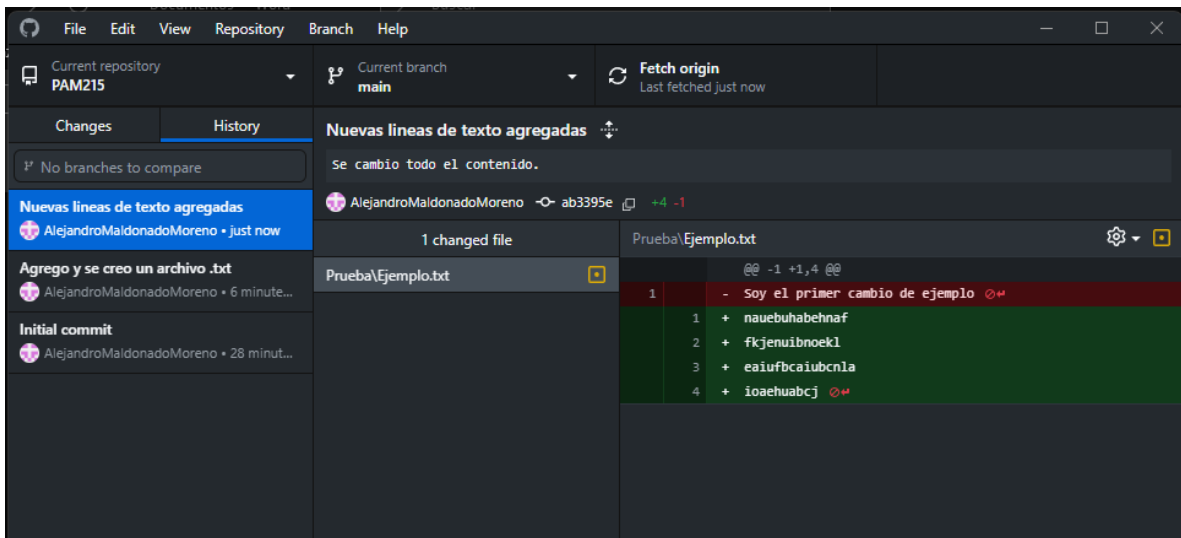 File Edit View Repository Branch Help
Current repository
PAM215
Current branch
main
Fetch origin
Last fetched just now
Changes History
No branches to compare
Nuevas lineas de texto agregadas
AlejandroMaldonadoMoreno • just now
Agrego y se creo un archivo .txt
AlejandroMaldonadoMoreno • 6 minute...
Initial commit
AlejandroMaldonadoMoreno • 28 minut...
Nuevas lineas de texto agregadas
Se cambio todo el contenido.
AlejandroMaldonadoMoreno ab3395e +4 -1
1 changed file
Prueba\Ejemplo.txt
Prueba\Ejemplo.txt
@@ -1 +1,4 @@
1 - Soy el primer cambio de ejemplo
1 + nauebuhabehnaf
2 + fkjenuibnoekl
3 + eaiufbcaiubcnla
4 + ioaehuabcj